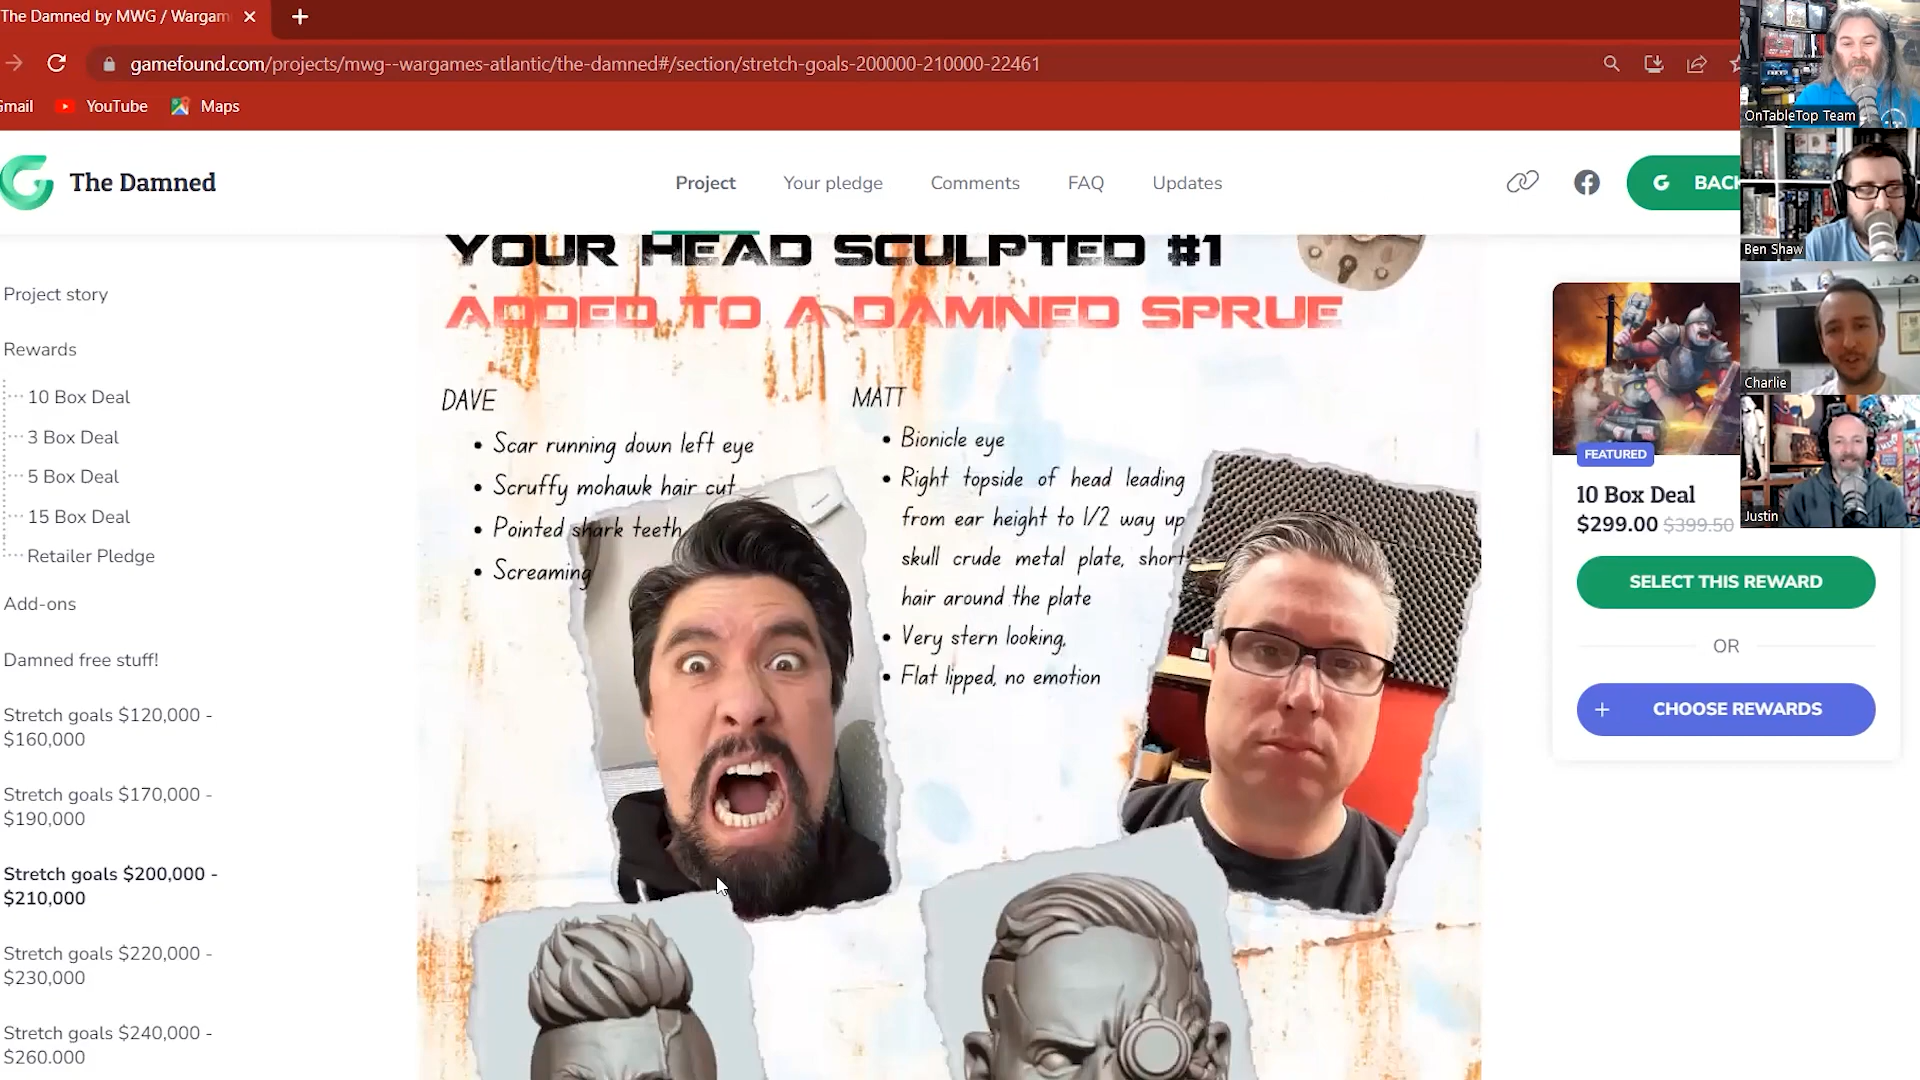 The Damned by MWG / Wargam
gamefound.com/projects/mwg--wargames-atlantic/the-damned#/section/stretch-goals-200000-210000-22461
Gmail
YouTube
Maps
The Damned
Project
Your pledge
Comments
FAQ
Updates
BACK
OnTableTop Team
Ben Shaw
Charlie
Justin
Project story
Rewards
10 Box Deal
3 Box Deal
5 Box Deal
15 Box Deal
Retailer Pledge
Add-ons
Damned free stuff!
Stretch goals $120,000 -
$160,000
Stretch goals $170,000 -
$190,000
Stretch goals $200,000 -
$210,000
Stretch goals $220,000 -
$230,000
Stretch goals $240,000 -
$260.000
YOUR HEAD SCULPTED #1
ADDED TO A DAMNED SPRUE
DAVE
• Scar running down left eye
• Scruffy mohawk hair cut
• Pointed shark teeth
• Screaming
MATT
• Bionicle eye
• Right topside of head leading
from ear height to 1/2 way up
skull crude metal plate, short
hair around the plate
• Very stern looking,
• Flat lipped, no emotion
FEATURED
10 Box Deal
$299.00 $399.50
SELECT THIS REWARD
OR
+ CHOOSE REWARDS